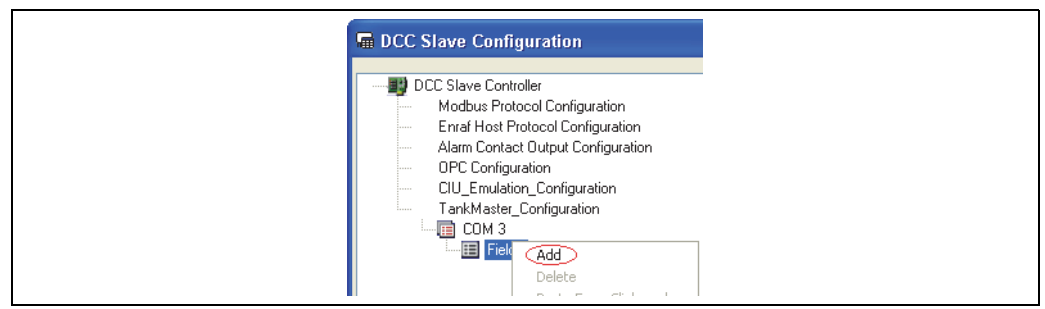 DCC Slave Configuration
DCC Slave Controller
Modbus Protocol Configuration
Enraf Host Protocol Configuration
Alarm Contact Output Configuration
OPC Configuration
CIU_Emulation_Configuration
TankMaster_Configuration
COM 3
Add
Delete